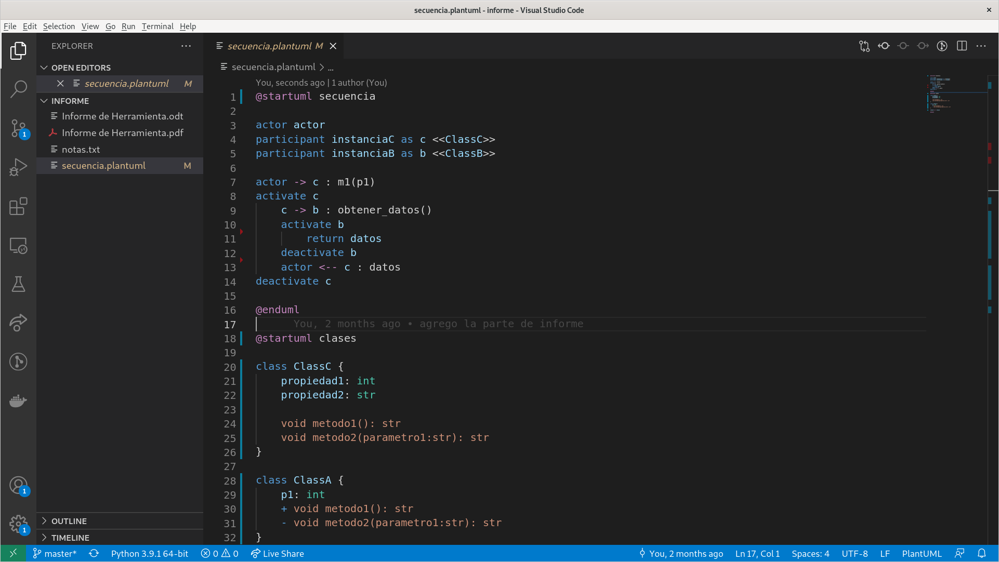 secuencia.plantuml - informe - Visual Studio Code
File Edit Selection View Go Run Terminal Help
EXPLORER
OPEN EDITORS
secuencia.plantuml M
INFORME
Informe de Herramienta.odt
Informe de Herramienta.pdf
notas.txt
secuencia.plantuml M
OUTLINE
TIMELINE
1
1
1
secuencia.plantuml M
secuencia.plantuml > ...
You, seconds ago | 1 author (You)
1 @startuml secuencia
2
3 actor actor
4 participant instanciaC as c <<ClassC>>
5 participant instanciaB as b <<ClassB>>
6
7 actor -> c : m1(p1)
8 activate c
9 c -> b : obtener_datos()
10 activate b
11 return datos
12 deactivate b
13 actor <-- c : datos
14 deactivate c
15
16 @enduml
17 You, 2 months ago • agrego la parte de informe
18 @startuml clases
19
20 class ClassC {
21 propiedad1: int
22 propiedad2: str
23
24 void metodo1(): str
25 void metodo2(parametro1:str): str
26 }
27
28 class ClassA {
29 p1: int
30 + void metodo1(): str
31 - void metodo2(parametro1:str): str
32 }
master* Python 3.9.1 64-bit 0 0 Live Share You, 2 months ago Ln 17, Col 1 Spaces: 4 UTF-8 LF PlantUML